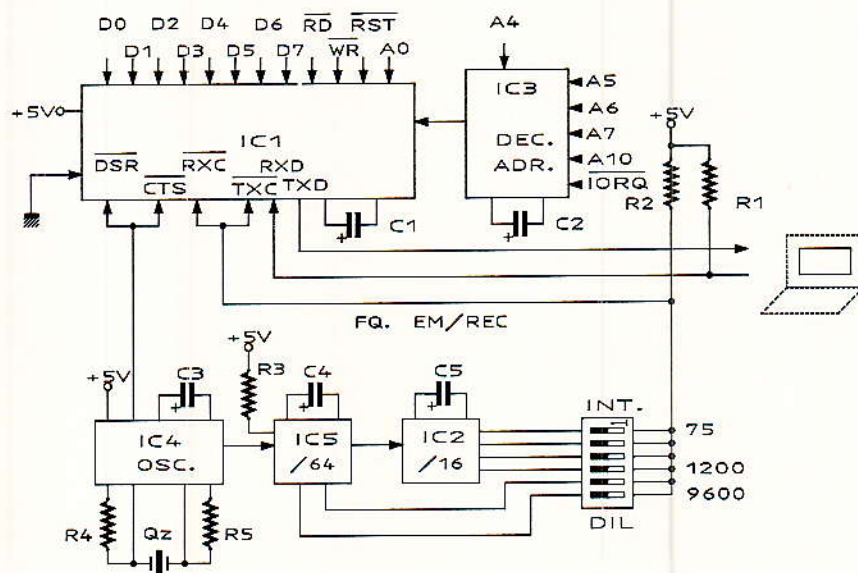 D0 D2 D4 D6 RD RST A4
D1 D3 D5 D7 WR A0
+5V
IC1
IC3
DEC.
ADR.
A5
A6
A7
A10
IORQ
+5V
DSR RXC RXD
CTS TXC TXD
C1
C2
R2
R1
FQ. EM/REC
+5V
+5V
R3
C3
C4
C5
+
+
+
+
+
INT.
IC4
OSC.
IC5
/64
IC2
/16
75
1200
9600
DIL
R4
Qz
R5